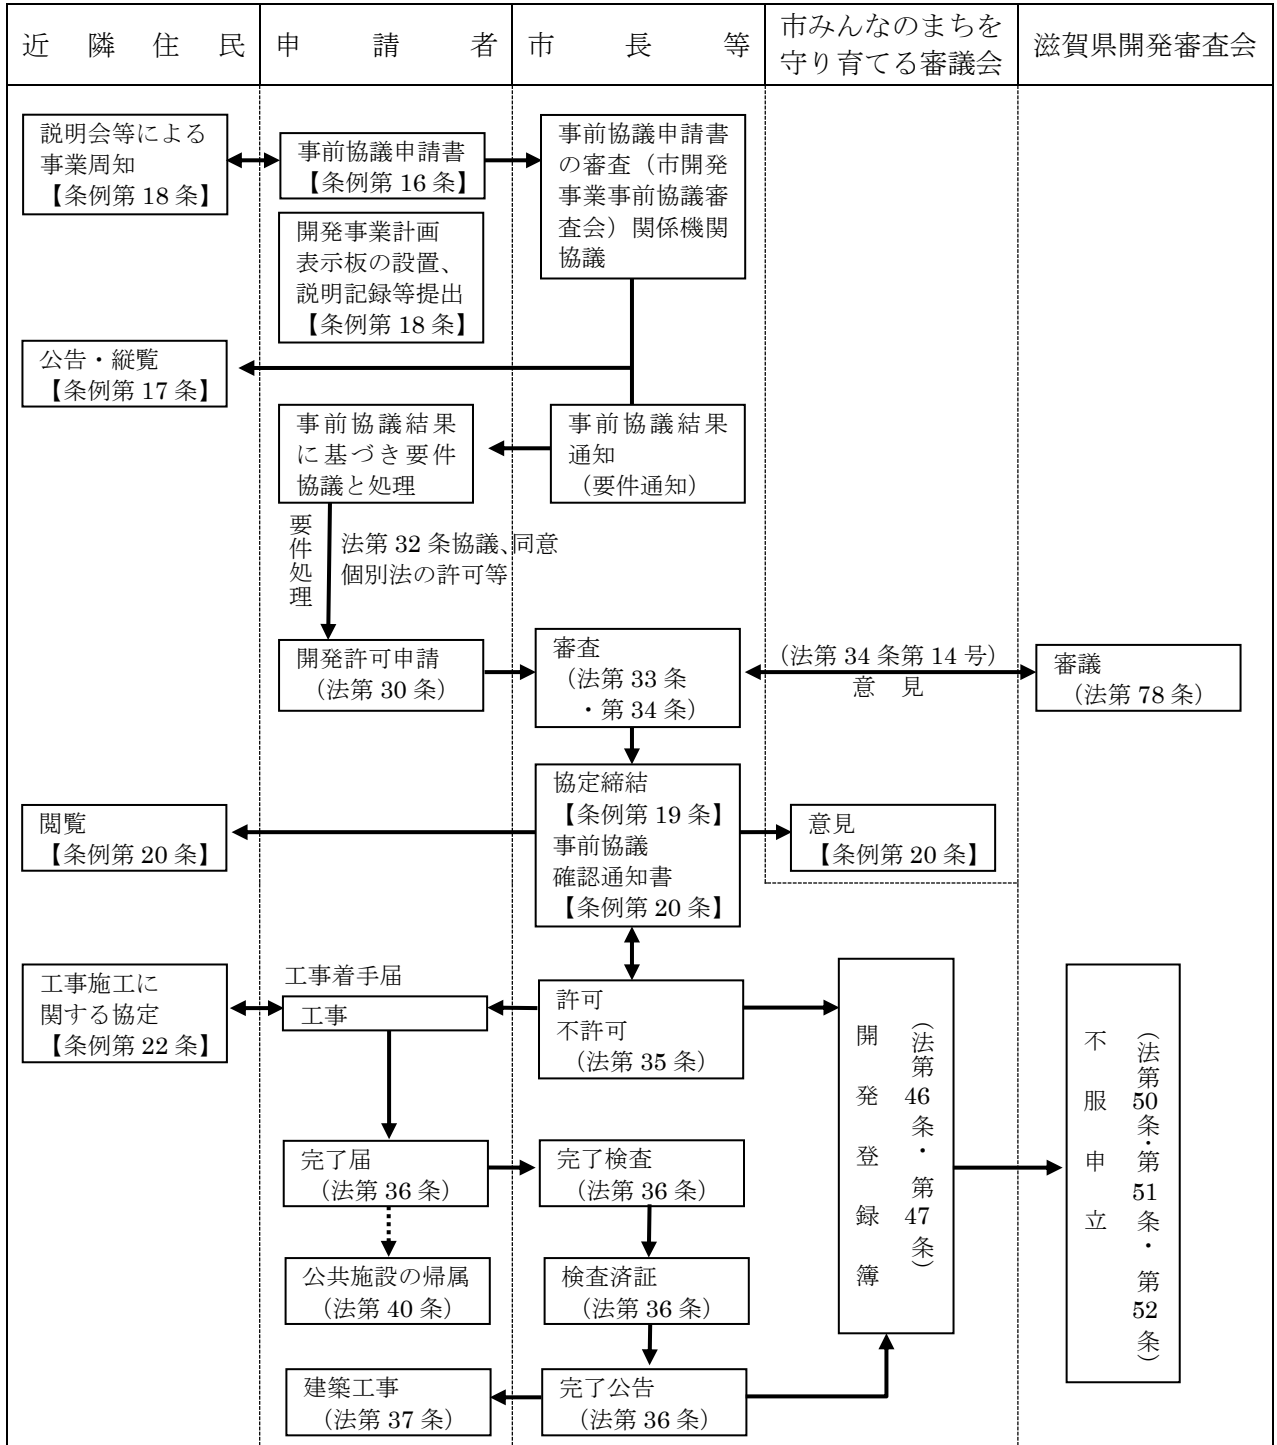 近隣住民
申請者
市長等
市みんなのまちを
守り育てる審議会
滋賀県開発審査会
説明会等による
事業周知
【条例第 18 条】
事前協議申請書
【条例第 16 条】
事前協議申請書
の審査（市開発
事業事前協議審
査会）関係機関
協議
開発事業計画
表示板の設置、
説明記録等提出
【条例第 18 条】
公告・縦覧
【条例第 17 条】
事前協議結果
に基づき要件
協議と処理
事前協議結果
通知
（要件通知）
要件処理
法第 32 条協議、同意
個別法の許可等
開発許可申請
（法第 30 条）
審査
（法第 33 条
・第 34 条）
（法第 34 条第 14 号）
意 見
審議
（法第 78 条）
協定締結
【条例第 19 条】
事前協議
確認通知書
【条例第 20 条】
閲覧
【条例第 20 条】
意見
【条例第 20 条】
工事施工に
関する協定
【条例第 22 条】
工事着手届
工事
許可
不許可
（法第 35 条）
開発登録簿
（法第 46 条・第 47 条）
不服申立
（法第 50 条・第 51 条・第 52 条）
完了届
（法第 36 条）
完了検査
（法第 36 条）
公共施設の帰属
（法第 40 条）
検査済証
（法第 36 条）
建築工事
（法第 37 条）
完了公告
（法第 36 条）